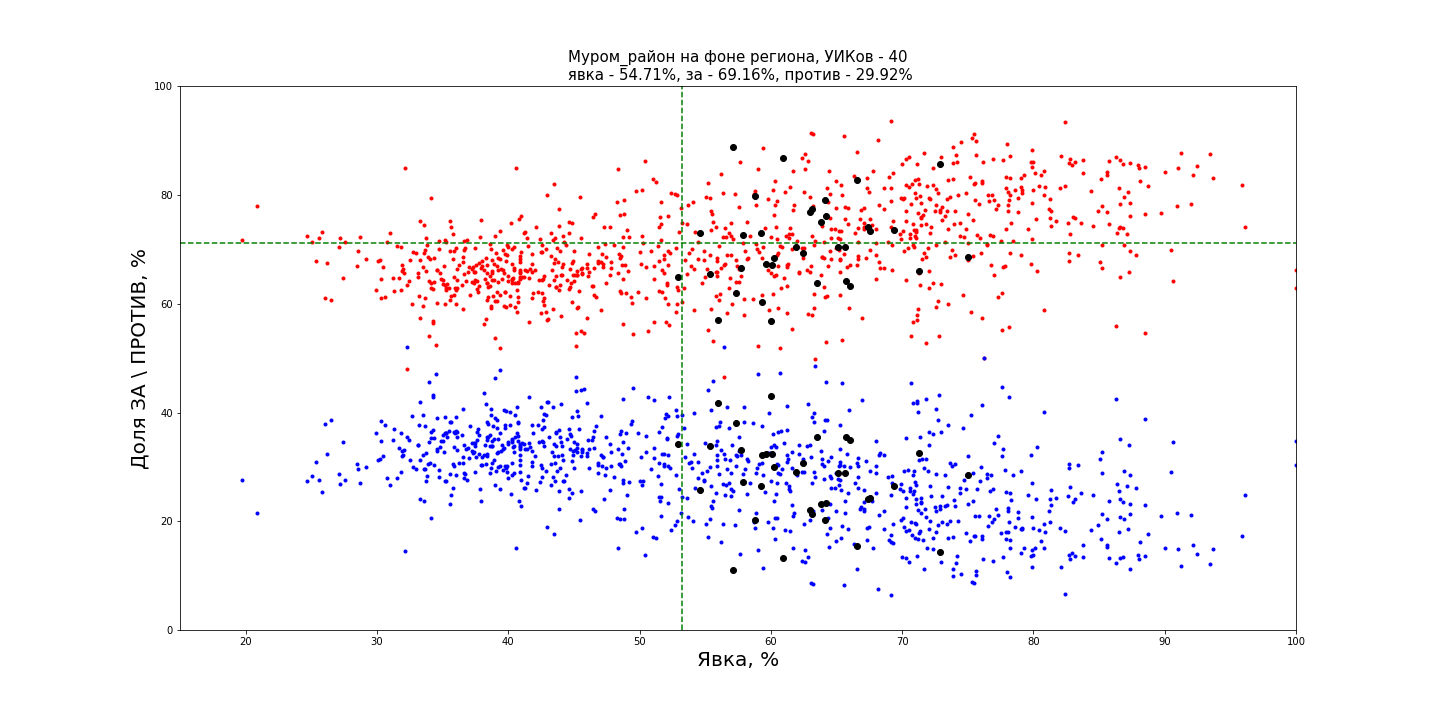 Муром_район на фоне региона, УИКов - 40
явка - 54.71%, за - 69.16%, против - 29.92%
100
80
60
40
20
0
Доля ЗА \ ПРОТИВ, %
20 30 40 50 60 70 80 90 100
Явка, %